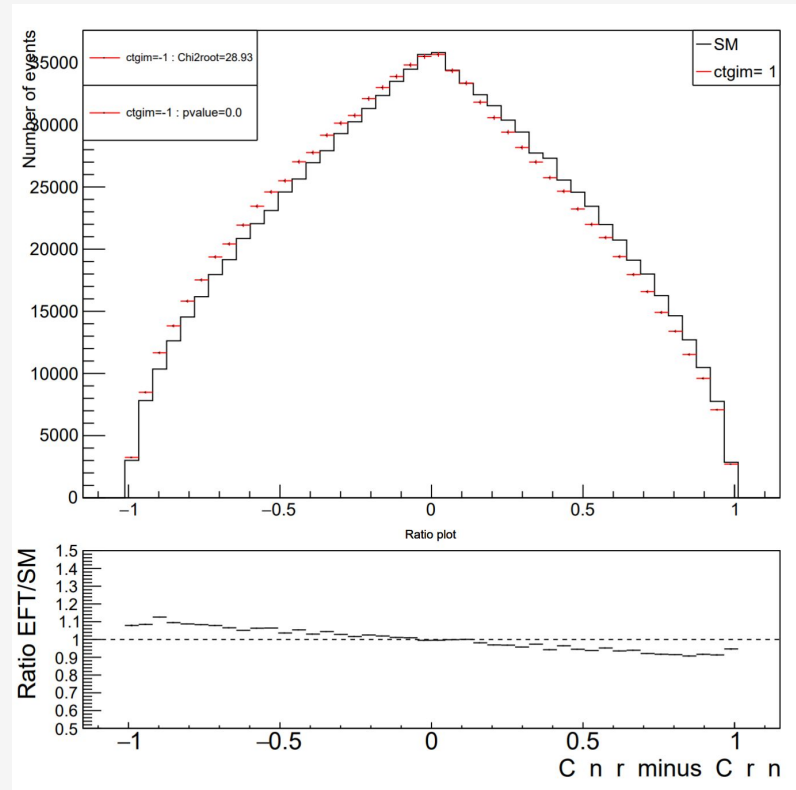 Number of events
ctgim=-1 : Chi2root=28.93
ctgim=-1 : pvalue=0.0
SM
ctgim= 1
35000
30000
25000
20000
15000
10000
5000
0
−1 −0.5 0 0.5 1
Ratio plot
Ratio EFT/SM
1.5
1.4
1.3
1.2
1.1
1
0.9
0.8
0.7
0.6
0.5
−1 −0.5 0 0.5 1
C n r minus C r n